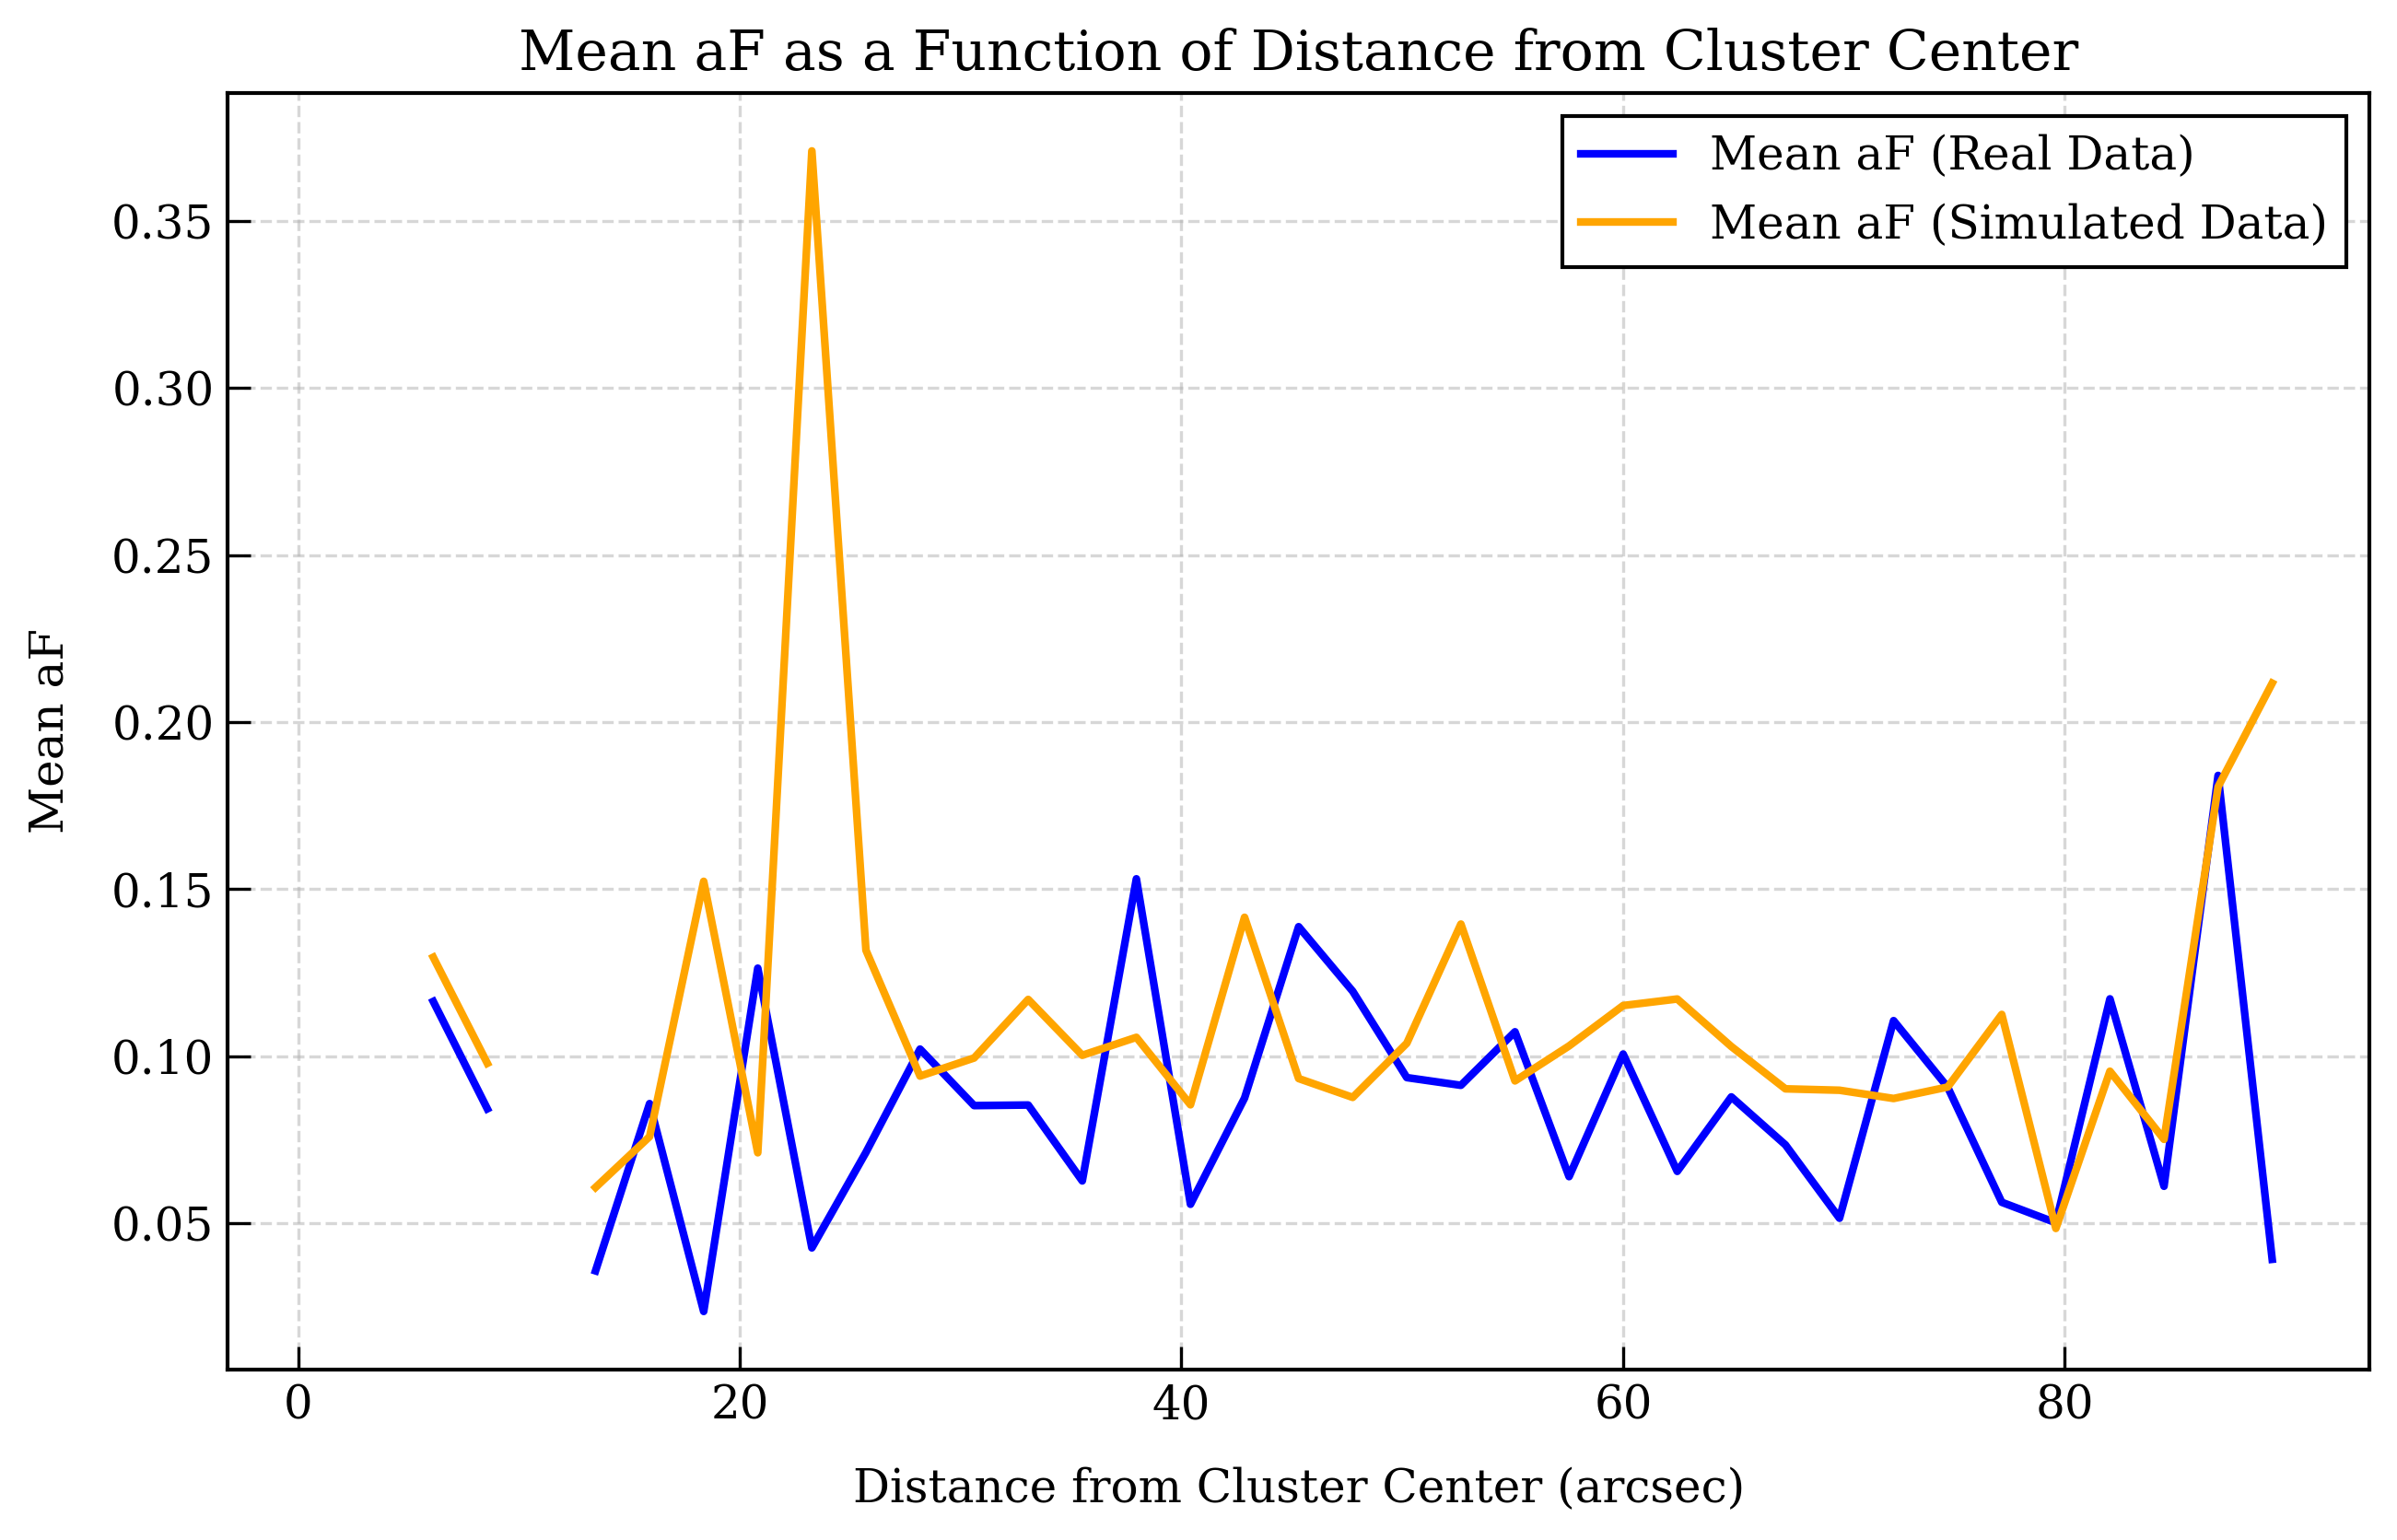 Mean aF as a Function of Distance from Cluster Center
Mean aF (Real Data)
Mean aF (Simulated Data)
0.35
0.30
0.25
0.20
0.15
0.10
0.05
Mean aF
0 20 40 60 80
Distance from Cluster Center (arcsec)